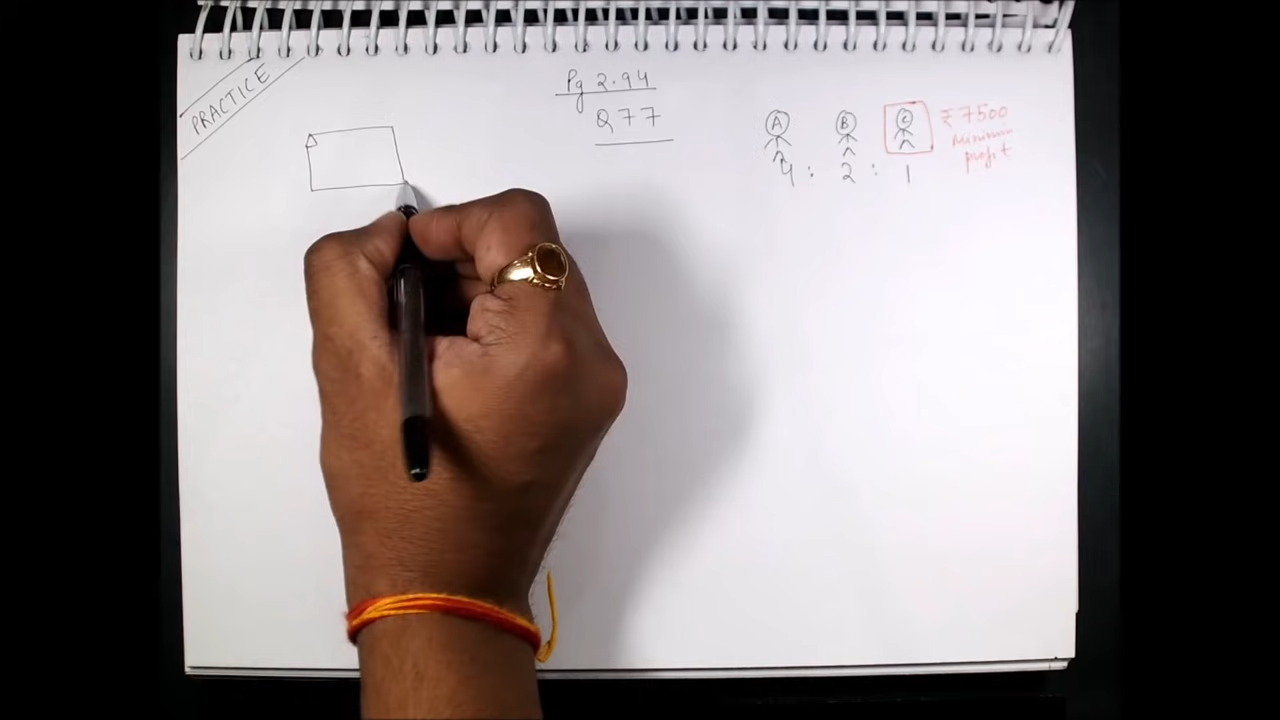 PRACTICE
Pg 2.94
Q77
A B C
4 : 2 : 1
₹7500
Minimum
profit